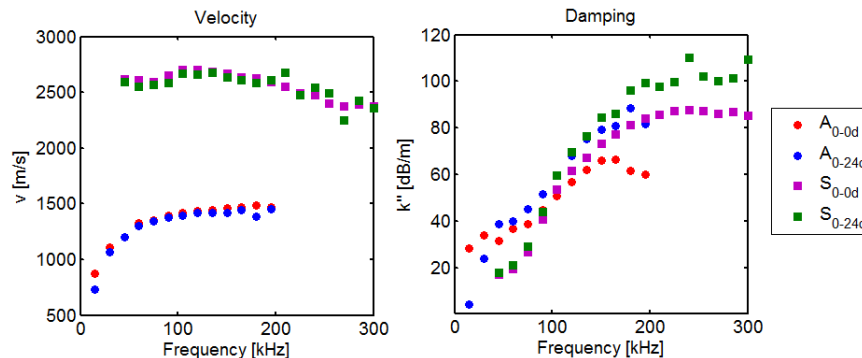 Velocity
3000
2500
2000
1500
1000
500
0 100 200 300
v [m/s]
Frequency [kHz]
Damping
120
100
80
60
40
20
0 100 200 300
k" [dB/m]
Frequency [kHz]
A0-0d
A0-24d
S0-0d
S0-24d